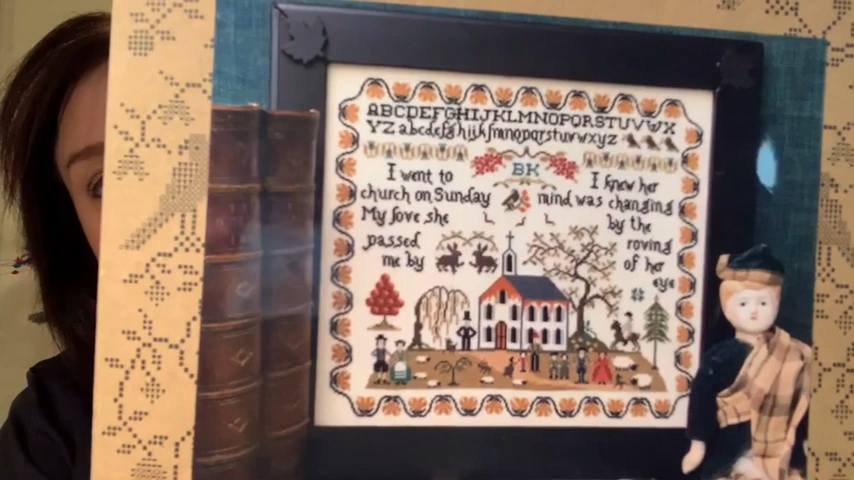 ABCDEFGHIJKLMNOPQRSTUVWX
YZ abcdefghijklmnopqrstuvwxyz
BK
I went to
church on Sunday
My love she
passed
me by
I knew her
mind was changing
by the
roving
of her
eye